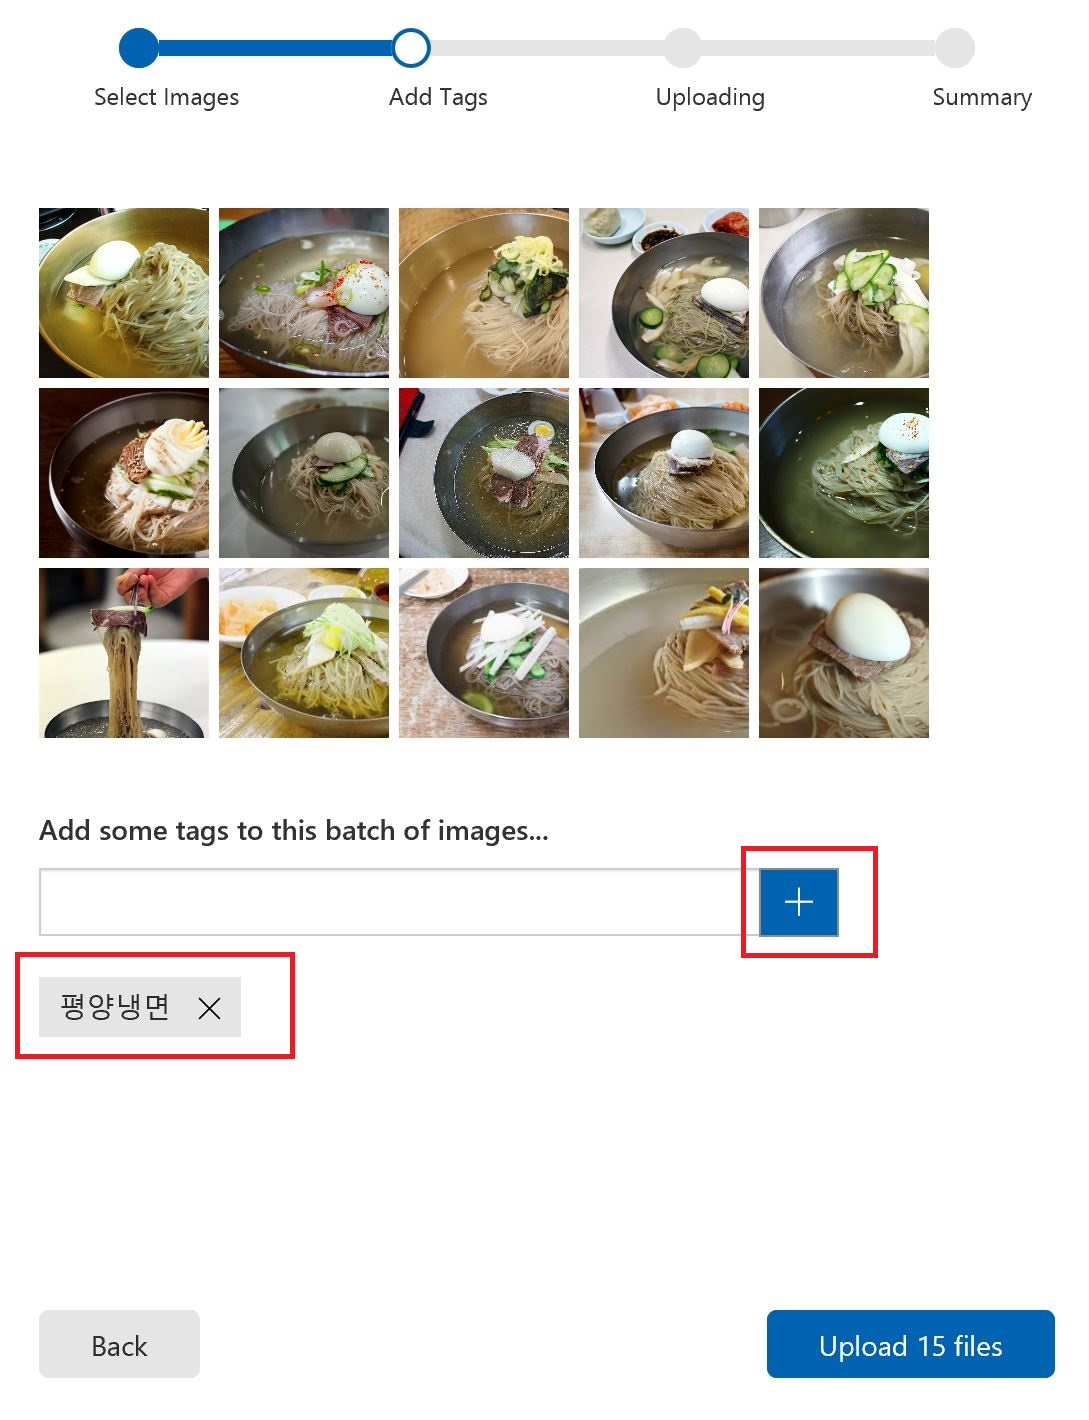 Select Images
Add Tags
Uploading
Summary
Add some tags to this batch of images...
평양냉면
Back
Upload 15 files